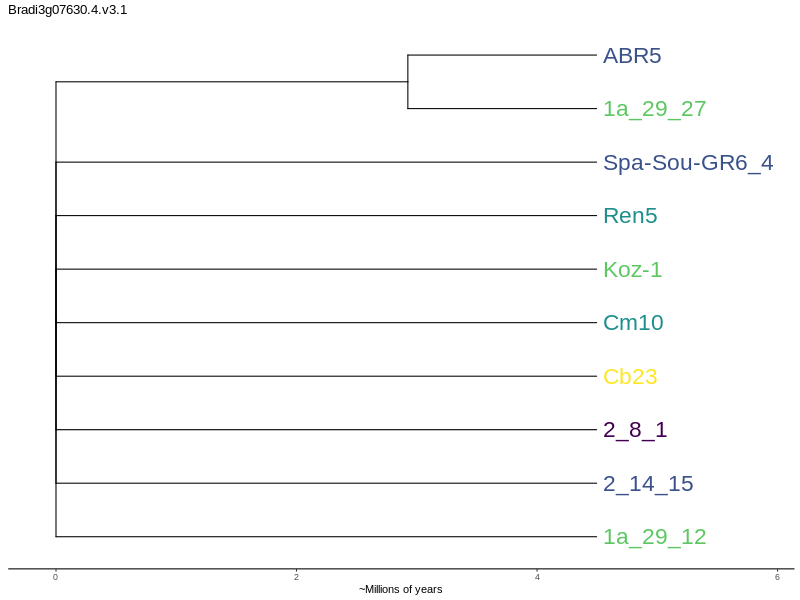 Bradi3g07630.4.v3.1
ABR5
1a_29_27
Spa-Sou-GR6_4
Ren5
Koz-1
Cm10
Cb23
2_8_1
2_14_15
1a_29_12
0 2 4 6
~Millions of years